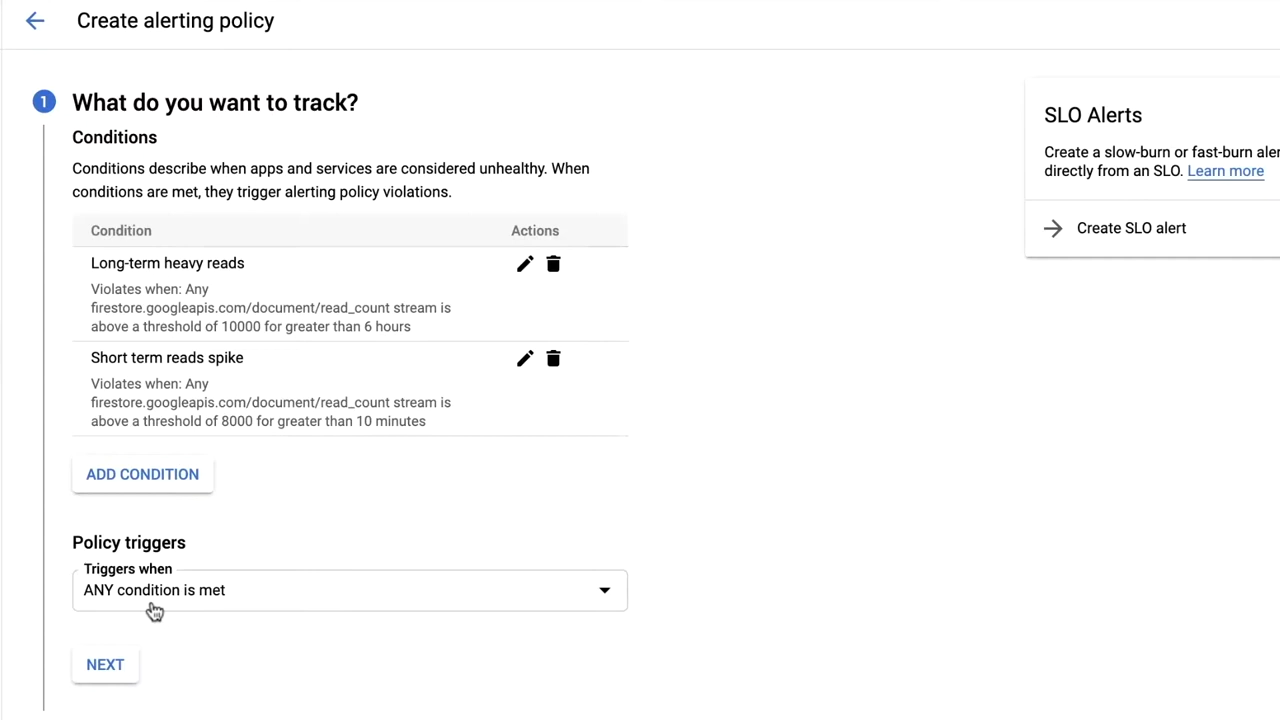 Create alerting policy
1 What do you want to track?
Conditions
Conditions describe when apps and services are considered unhealthy. When
conditions are met, they trigger alerting policy violations.
Condition Actions
Long-term heavy reads
Violates when: Any
firestore.googleapis.com/document/read_count stream is
above a threshold of 10000 for greater than 6 hours
Short term reads spike
Violates when: Any
firestore.googleapis.com/document/read_count stream is
above a threshold of 8000 for greater than 10 minutes
ADD CONDITION
Policy triggers
Triggers when
ANY condition is met
NEXT
SLO Alerts
Create a slow-burn or fast-burn aler
directly from an SLO. Learn more
Create SLO alert